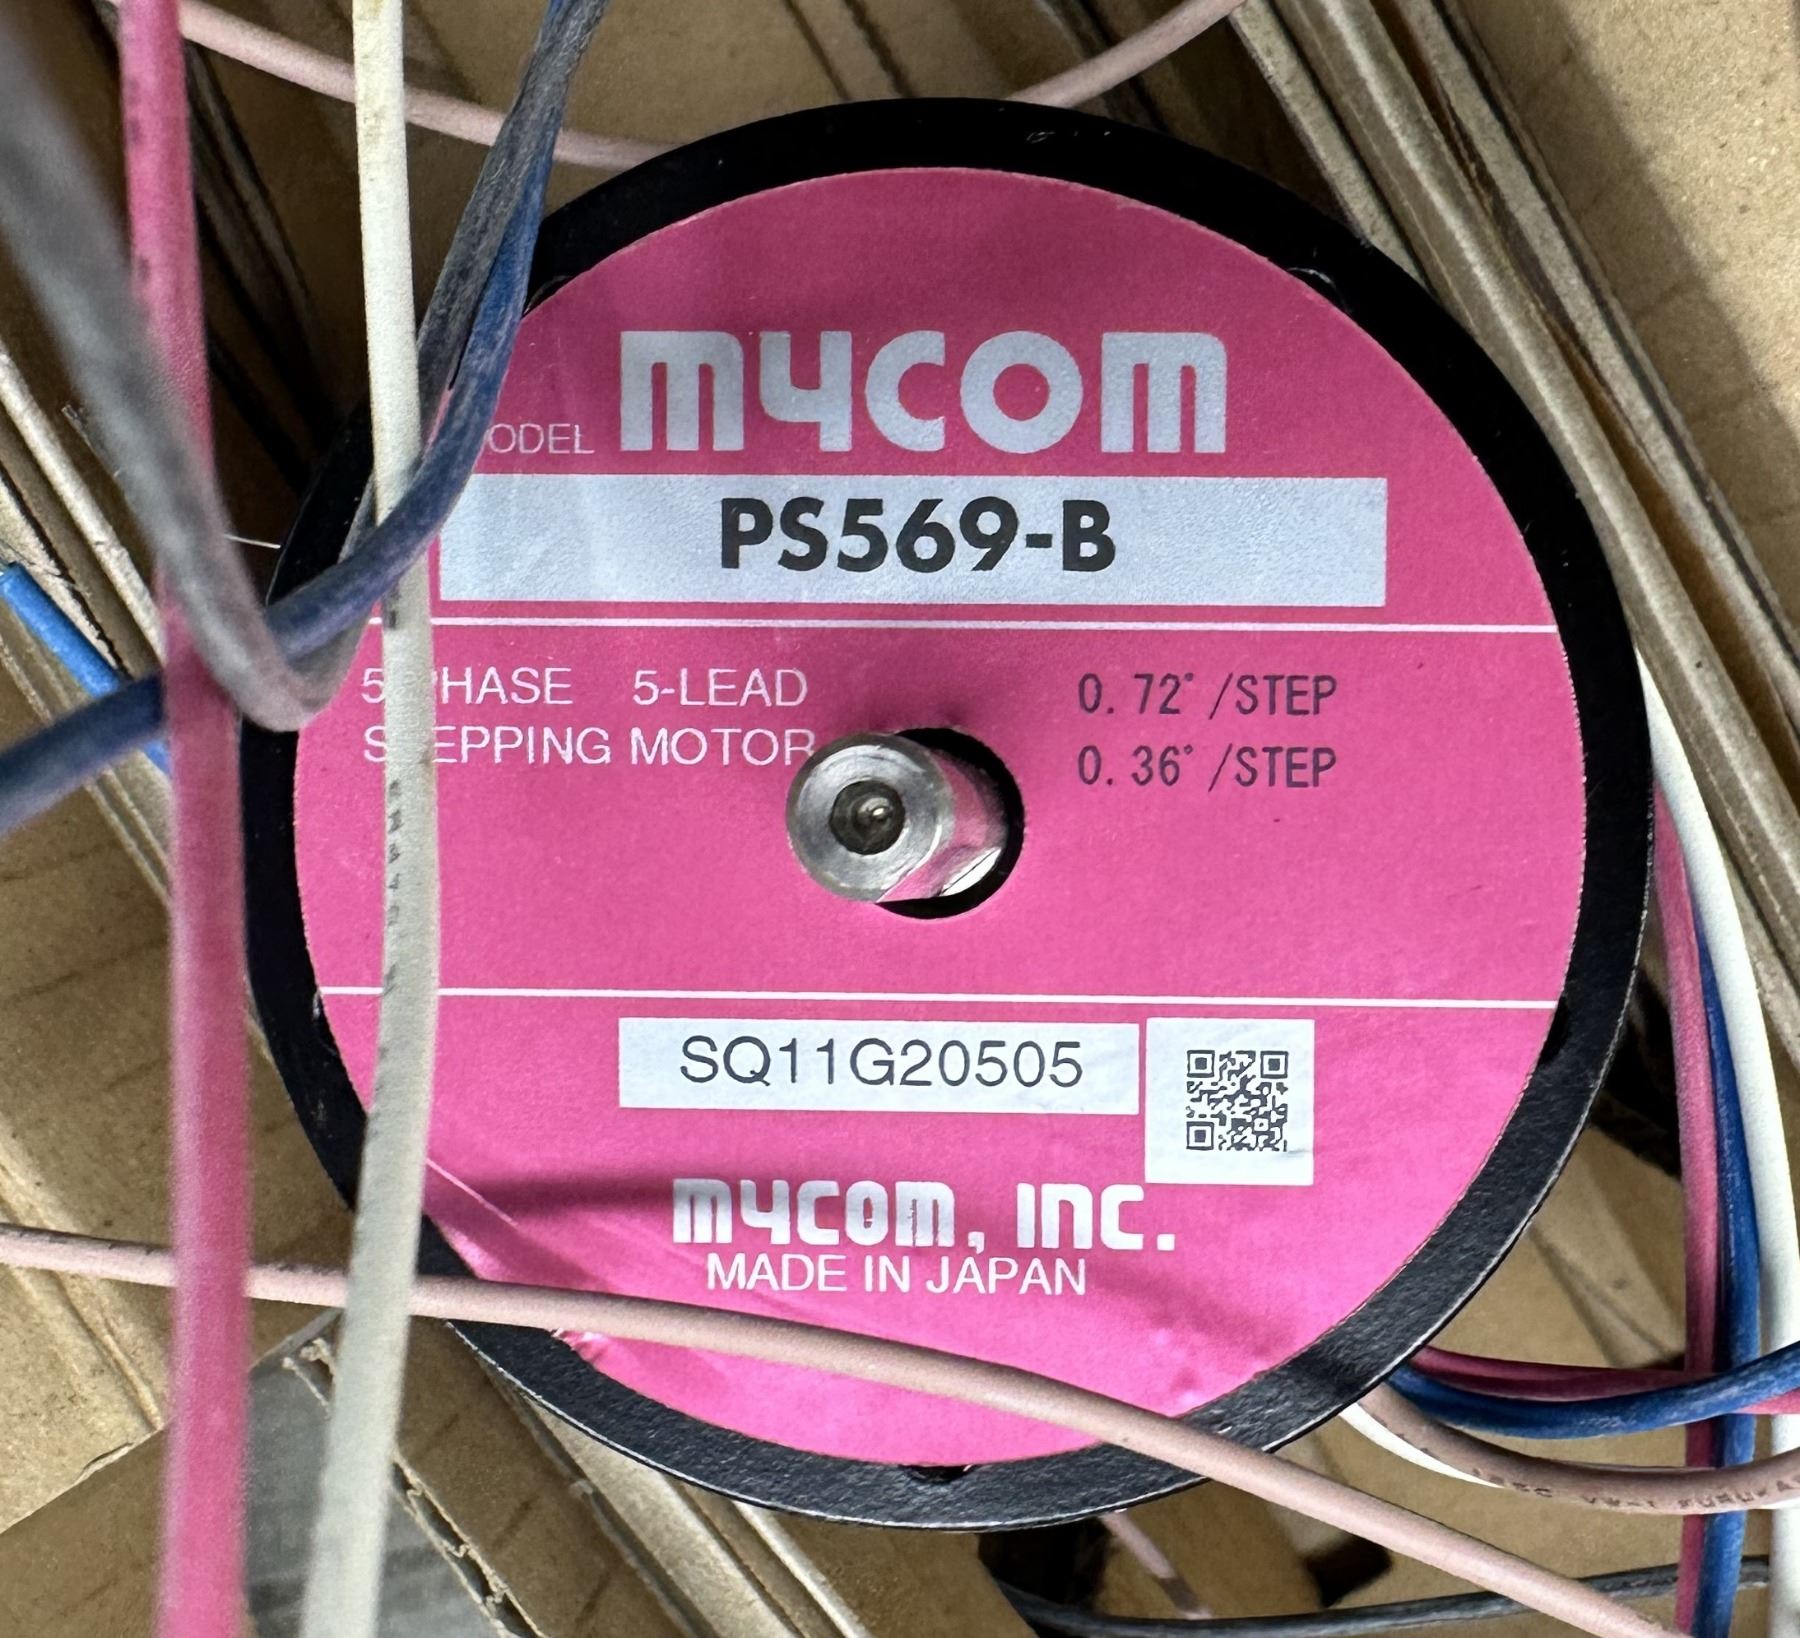 mycom
MODEL
PS569-B
5-PHASE 5-LEAD
STEPPING MOTOR
0.72°/STEP
0.36°/STEP
SQ11G20505
mycom, INC.
MADE IN JAPAN